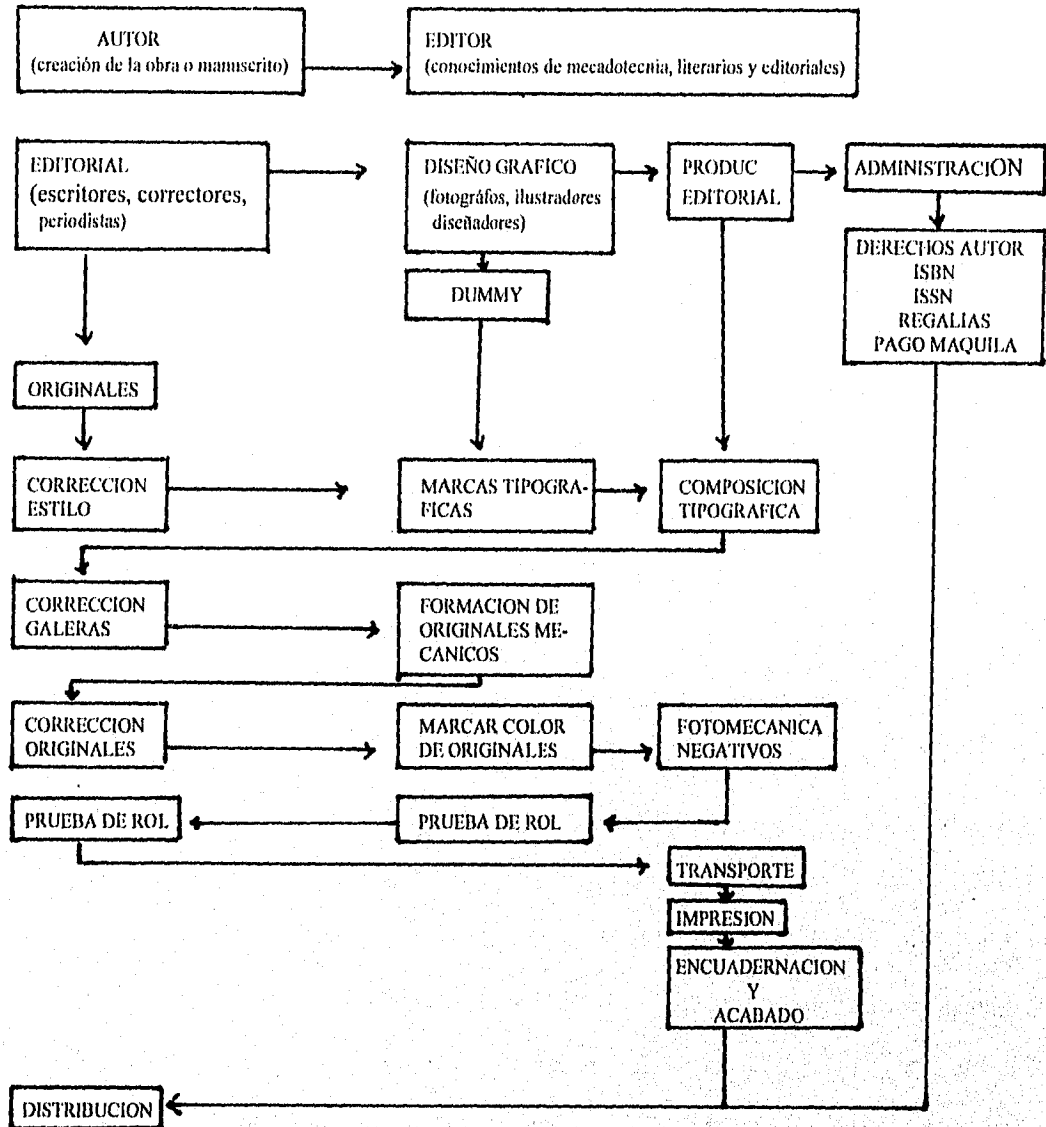 AUTOR
(creación de la obra o manuscrito)
EDITOR
(conocimientos de mecadotecnia, literarios y editoriales)
EDITORIAL
(escritores, correctores,
periodistas)
DISEÑO GRAFICO
(fotográfos, ilustradores
diseñadores)
PRODUC
EDITORIAL
ADMINISTRACION
DERECHOS AUTOR
ISBN
ISSN
REGALIAS
PAGO MAQUILA
DUMMY
ORIGINALES
CORRECCION
ESTILO
MARCAS TIPOGRA-
FICAS
COMPOSICION
TIPOGRAFICA
CORRECCION
GALERAS
FORMACION DE
ORIGINALES ME-
CANICOS
CORRECCION
ORIGINALES
MARCAR COLOR
DE ORIGINALES
FOTOMECANICA
NEGATIVOS
PRUEBA DE ROL
PRUEBA DE ROL
TRANSPORTE
IMPRESION
ENCUADERNACION
Y
ACABADO
DISTRIBUCION